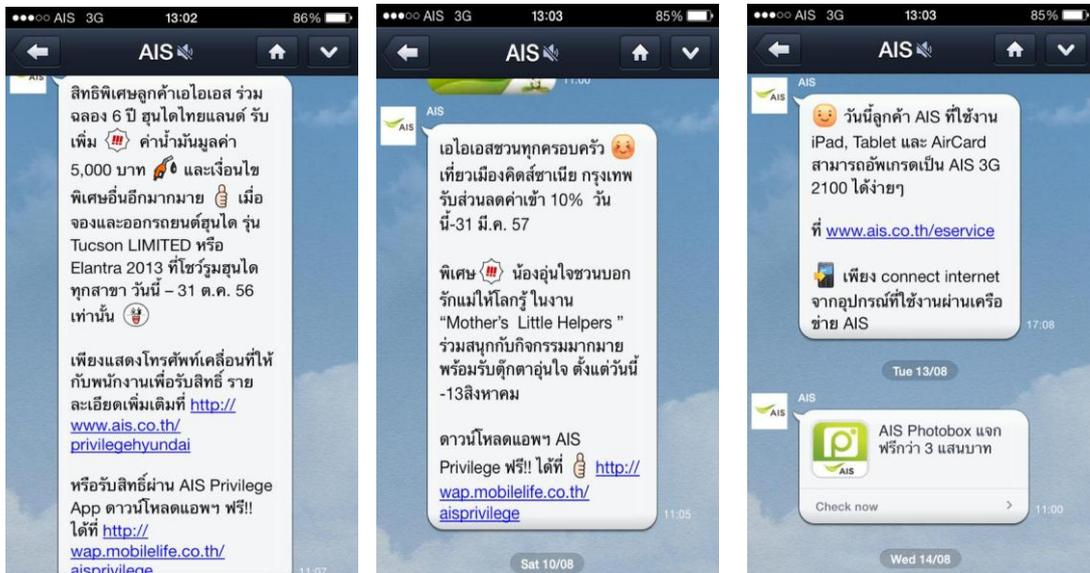 AIS 3G 13:02 86%
AIS
AIS
สิทธิพิเศษลูกค้าเอไอเอส ร่วม
ฉลอง 6 ปี ฮุนไดไทยแลนด์ รับ
เพิ่ม !!! ค่าน้ำมันมูลค่า
5,000 บาท และเงื่อนไข
พิเศษอื่นอีกมากมาย เมื่อ
จองและออกรถยนต์ฮุนได รุ่น
Tucson LIMITED หรือ
Elantra 2013 ที่โชว์รูมฮุนได
ทุกสาขา วันนี้ – 31 ต.ค. 56
เท่านั้น
เพียงแสดงโทรศัพท์เคลื่อนที่ให้
กับพนักงานเพื่อรับสิทธิ์ ราย
ละเอียดเพิ่มเติมที่ http://
www.ais.co.th/
privilegehyundai
หรือรับสิทธิ์ผ่าน AIS Privilege
App ดาวน์โหลดแอพฯ ฟรี!!
ได้ที่ http://
wap.mobilelife.co.th/
aisprivilege
11:07
AIS 3G 13:03 85%
AIS
11:00
AIS
AIS
เอไอเอสชวนทุกครอบครัว
เที่ยวเมืองคิดส์ซาเนีย กรุงเทพ
รับส่วนลดค่าเข้า 10% วัน
นี้-31 มี.ค. 57
พิเศษ !!! น้องอุ่นใจชวนบอก
รักแม่ให้โลกรู้ ในงาน
“Mother’s Little Helpers ”
ร่วมสนุกกับกิจกรรมมากมาย
พร้อมรับตุ๊กตาอุ่นใจ ตั้งแต่วันนี้
-13สิงหาคม
ดาวน์โหลดแอพฯ AIS
Privilege ฟรี!! ได้ที่ http://
wap.mobilelife.co.th/
aisprivilege
11:05
Sat 10/08
AIS 3G 13:03 85%
AIS
AIS
AIS
วันนี้ลูกค้า AIS ที่ใช้งาน
iPad, Tablet และ AirCard
สามารถอัพเกรดเป็น AIS 3G
2100 ได้ง่ายๆ
ที่ www.ais.co.th/eservice
เพียง connect internet
จากอุปกรณ์ที่ใช้งานผ่านเครือ
ข่าย AIS
17:08
Tue 13/08
AIS
AIS
AIS Photobox แจก
ฟรีกว่า 3 แสนบาท
AIS
Check now
11:00
Wed 14/08